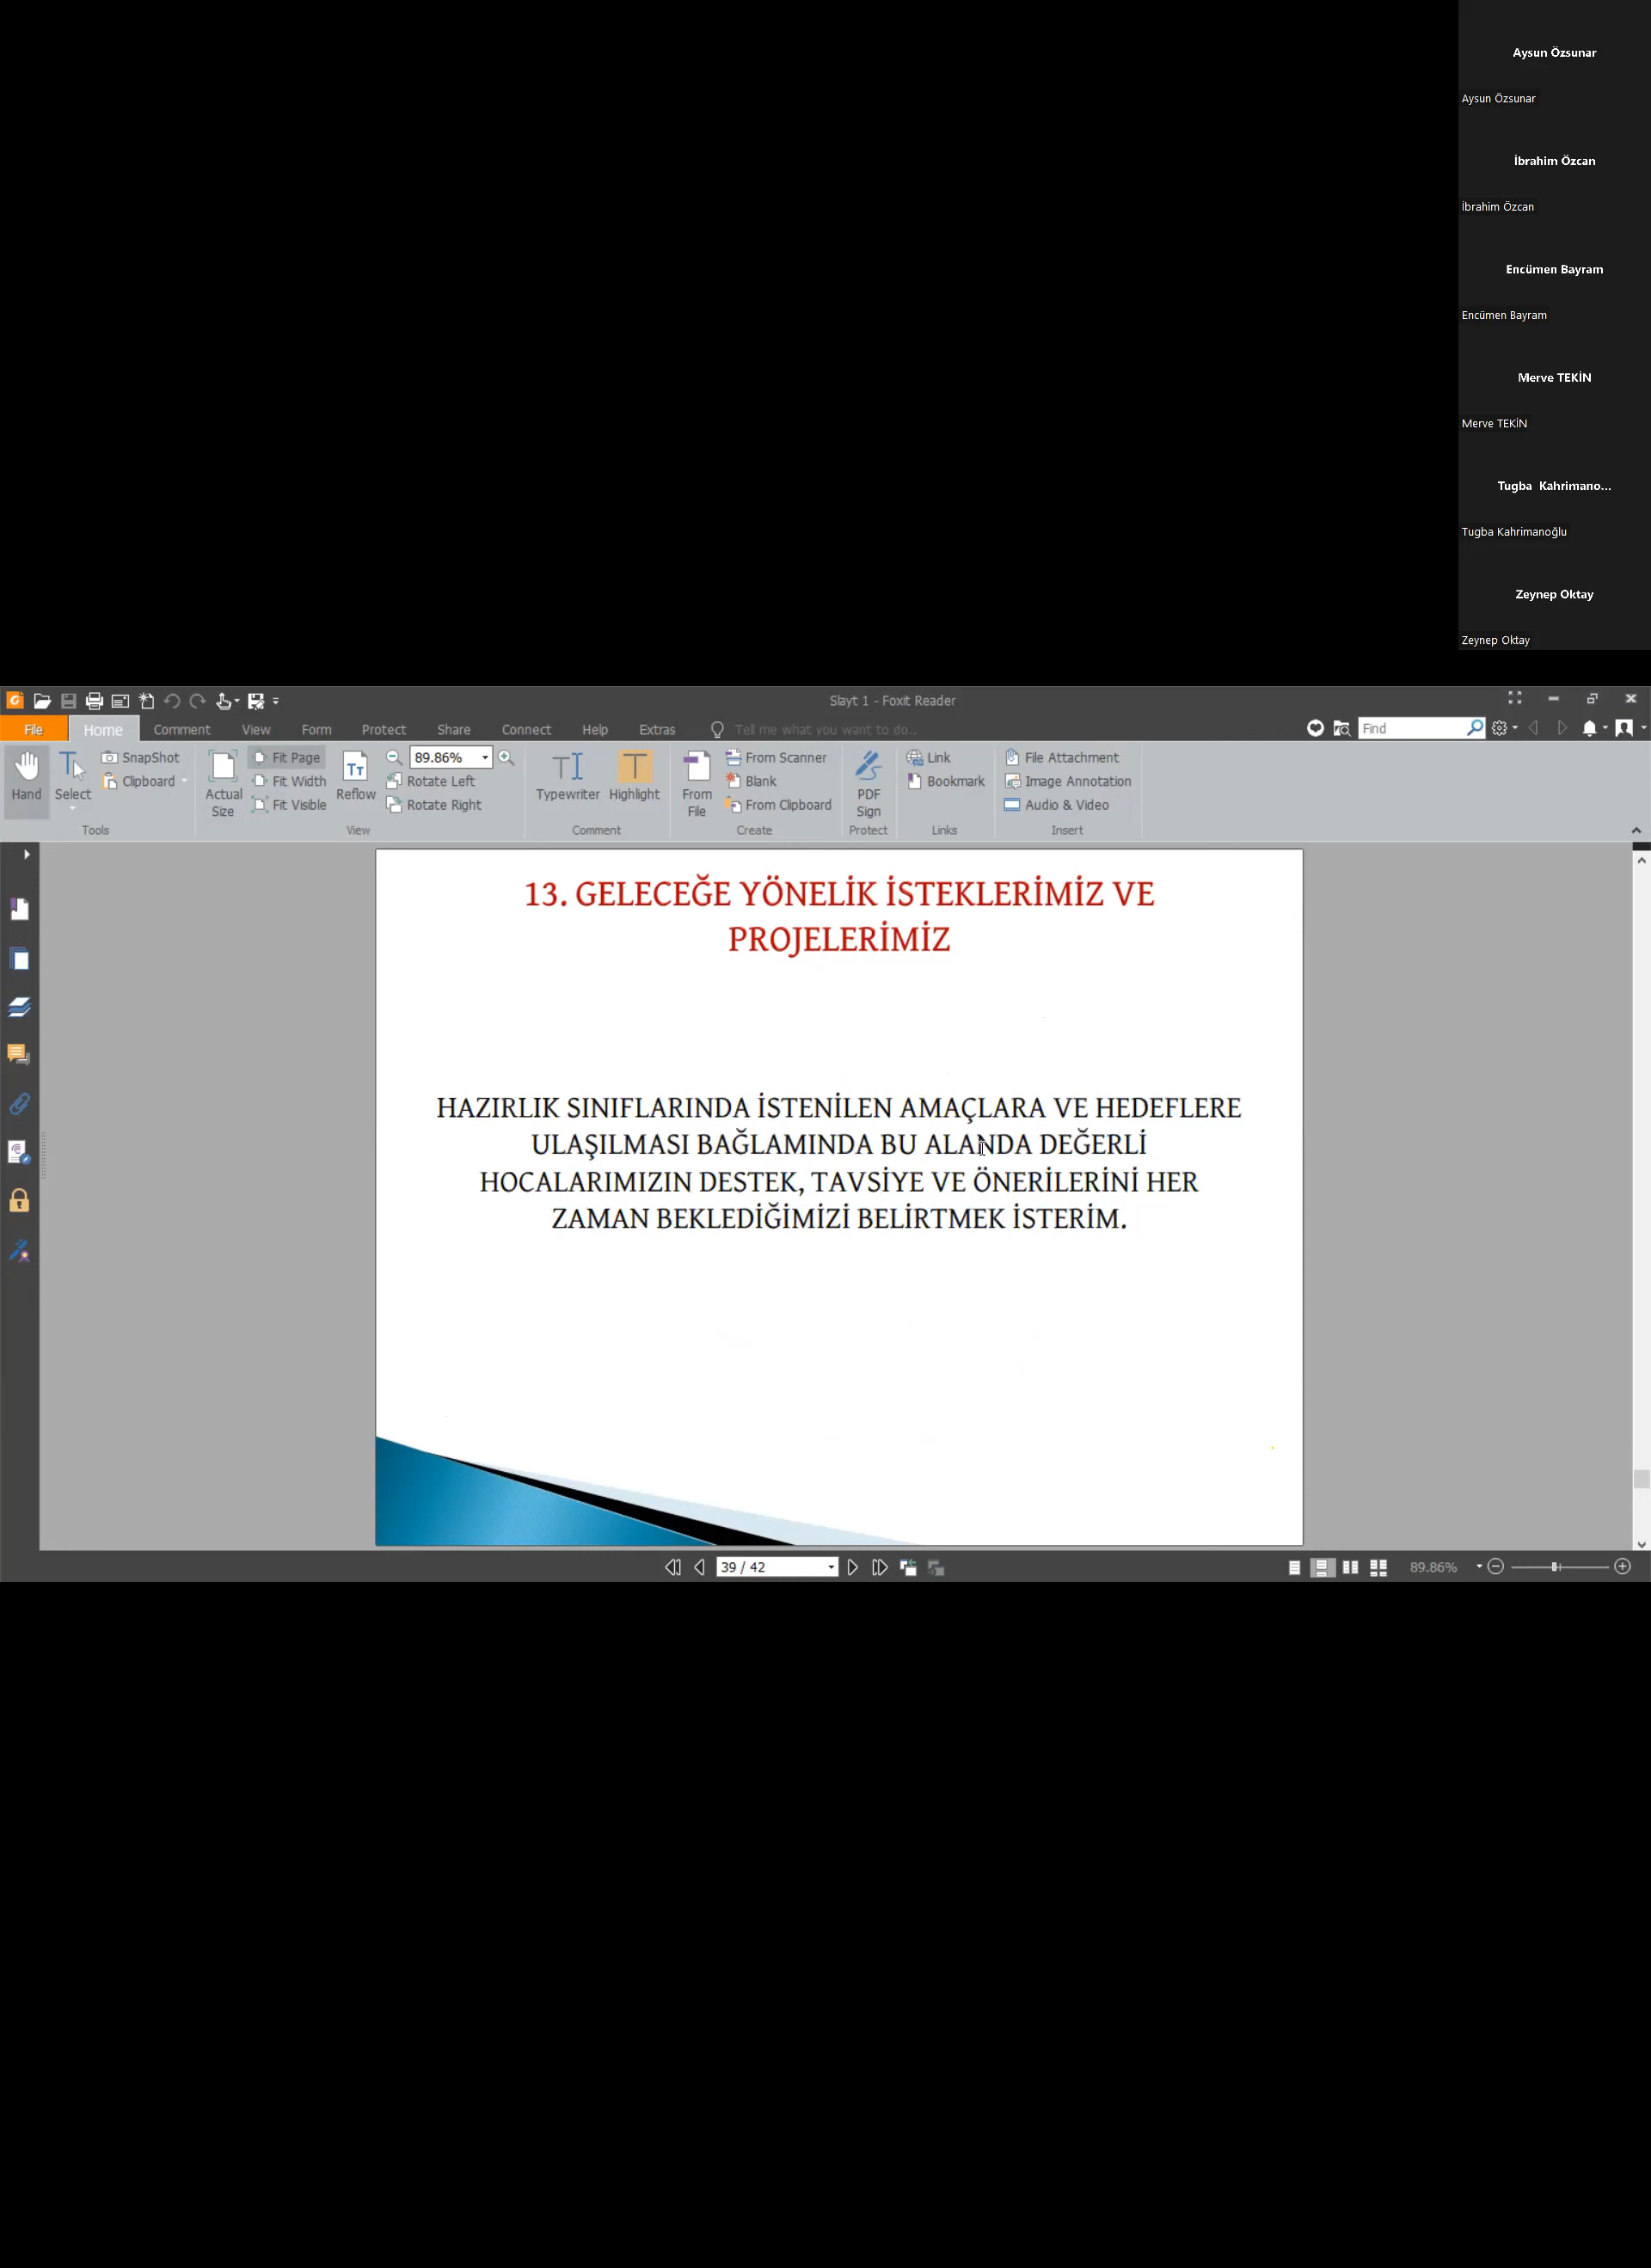 Aysun Özsunar
Aysun Özsunar
İbrahim Özcan
İbrahim Özcan
Encümen Bayram
Encümen Bayram
Merve TEKİN
Merve TEKİN
Tugba Kahrimano...
Tugba Kahrimanoğlu
Zeynep Oktay
Zeynep Oktay
Slayt 1 - Foxit Reader
File Home Comment View Form Protect Share Connect Help Extras Tell me what you want to do.. Find
Hand
Select
SnapShot
Clipboard
Tools
Actual
Size
Fit Page
Fit Width
Fit Visible
Reflow
89.86%
Rotate Left
Rotate Right
View
Typewriter
Highlight
Comment
From
File
From Scanner
Blank
From Clipboard
Create
PDF
Sign
Protect
Link
Bookmark
Links
File Attachment
Image Annotation
Audio & Video
Insert
13. GELECEĞE YÖNELİK İSTEKLERİMİZ VE
PROJELERİMİZ
HAZIRLIK SINIFLARINDA İSTENİLEN AMAÇLARA VE HEDEFLERE
ULAŞILMASI BAĞLAMINDA BU ALANDA DEĞERLİ
HOCALARIMIZIN DESTEK, TAVSİYE VE ÖNERİLERİNİ HER
ZAMAN BEKLEDİĞİMİZİ BELİRTMEK İSTERİM.
39 / 42
89.86%